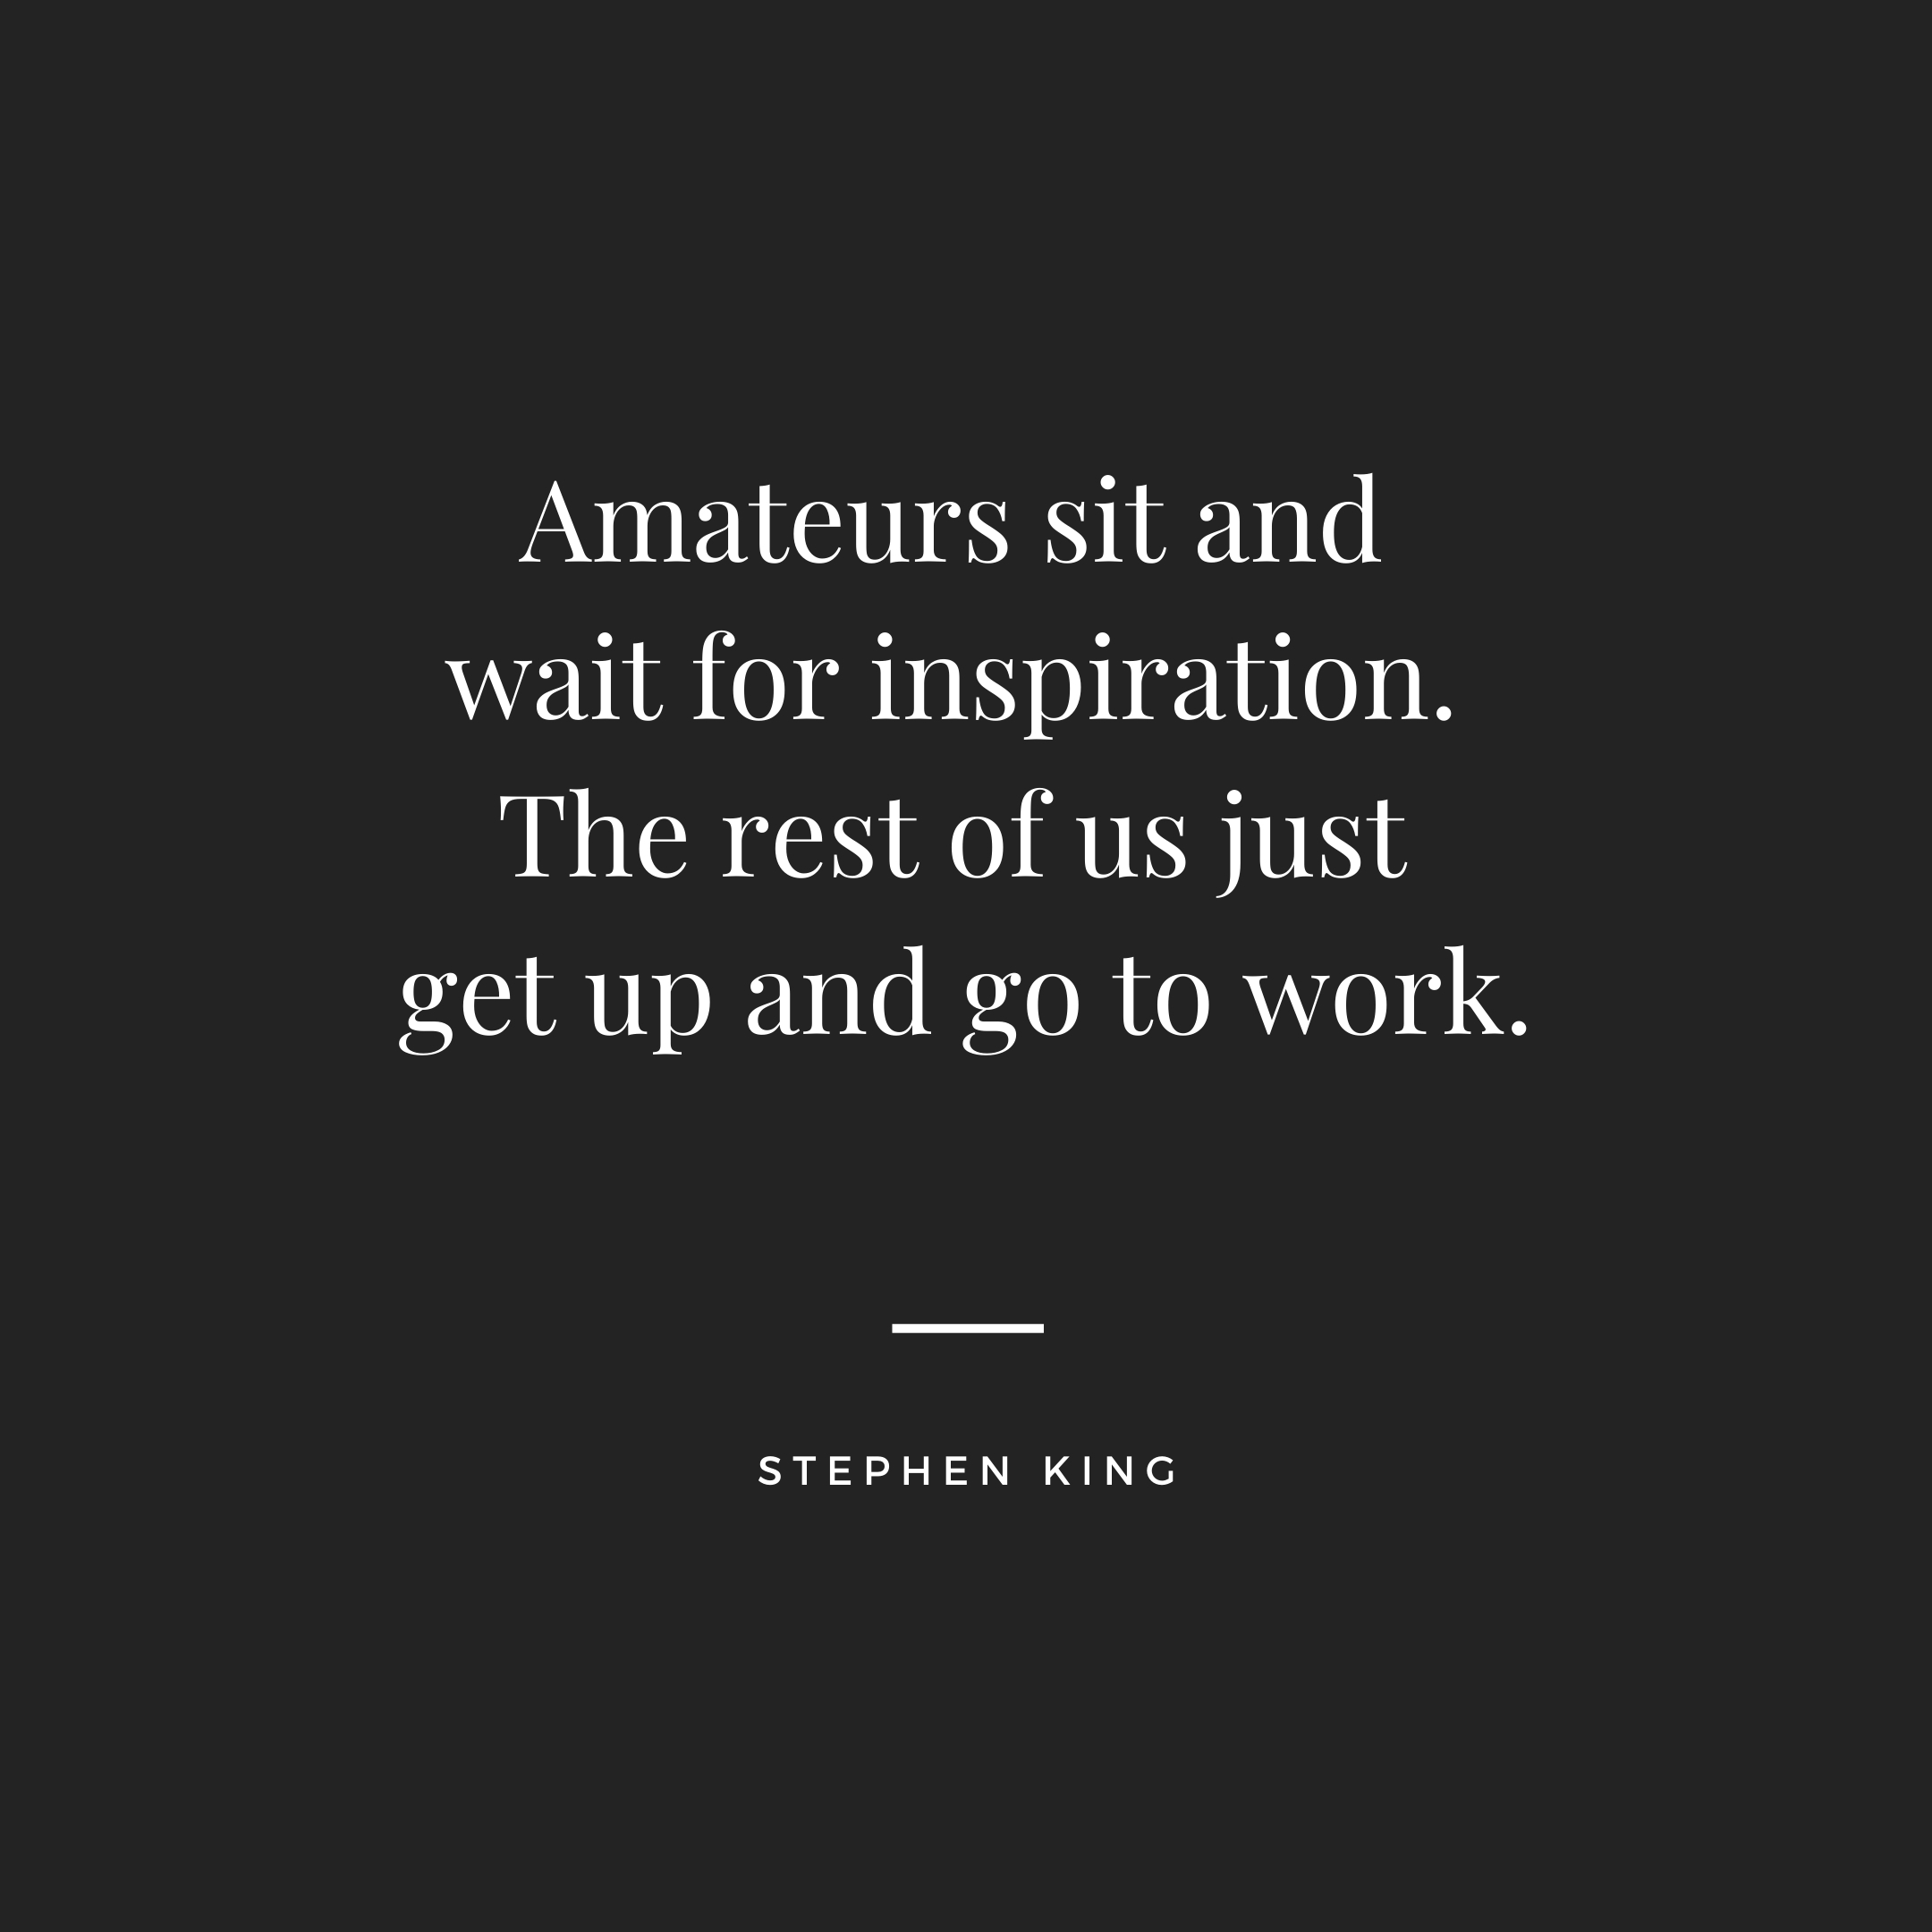 Amateurs sit and
wait for inspiration.
The rest of us just
get up and go to work.
STEPHEN KING